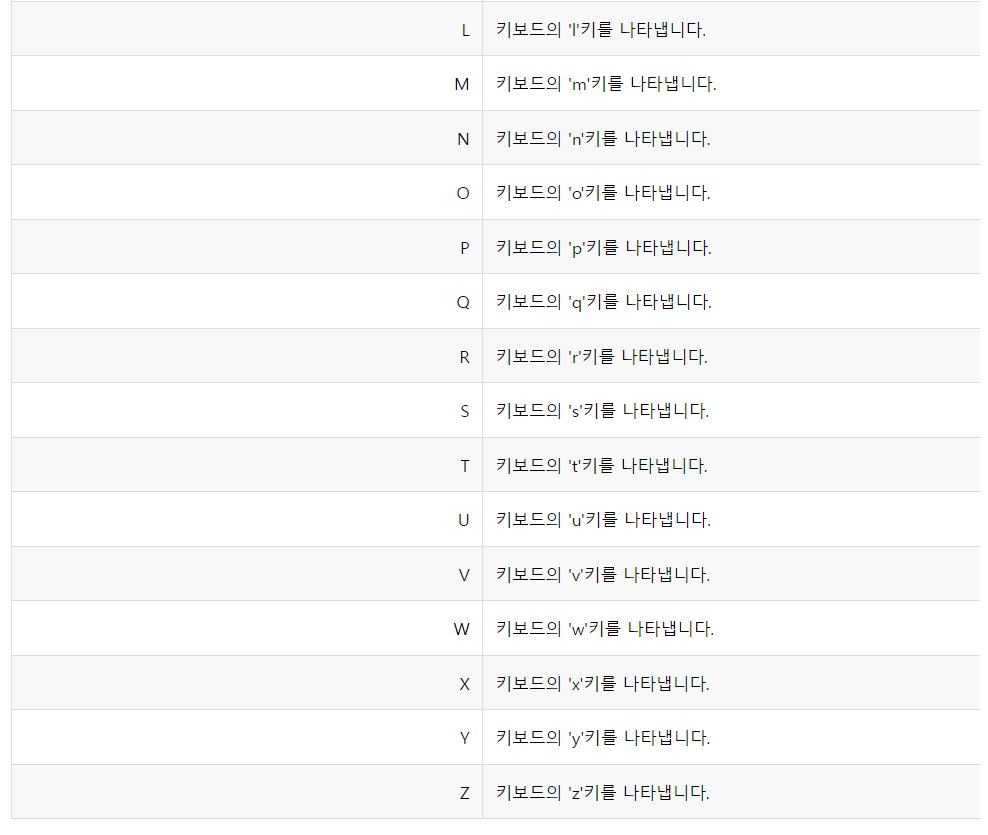 L 키보드의 'l'키를 나타냅니다.
M 키보드의 'm'키를 나타냅니다.
N 키보드의 'n'키를 나타냅니다.
O 키보드의 'o'키를 나타냅니다.
P 키보드의 'p'키를 나타냅니다.
Q 키보드의 'q'키를 나타냅니다.
R 키보드의 'r'키를 나타냅니다.
S 키보드의 's'키를 나타냅니다.
T 키보드의 't'키를 나타냅니다.
U 키보드의 'u'키를 나타냅니다.
V 키보드의 'v'키를 나타냅니다.
W 키보드의 'w'키를 나타냅니다.
X 키보드의 'x'키를 나타냅니다.
Y 키보드의 'y'키를 나타냅니다.
Z 키보드의 'z'키를 나타냅니다.